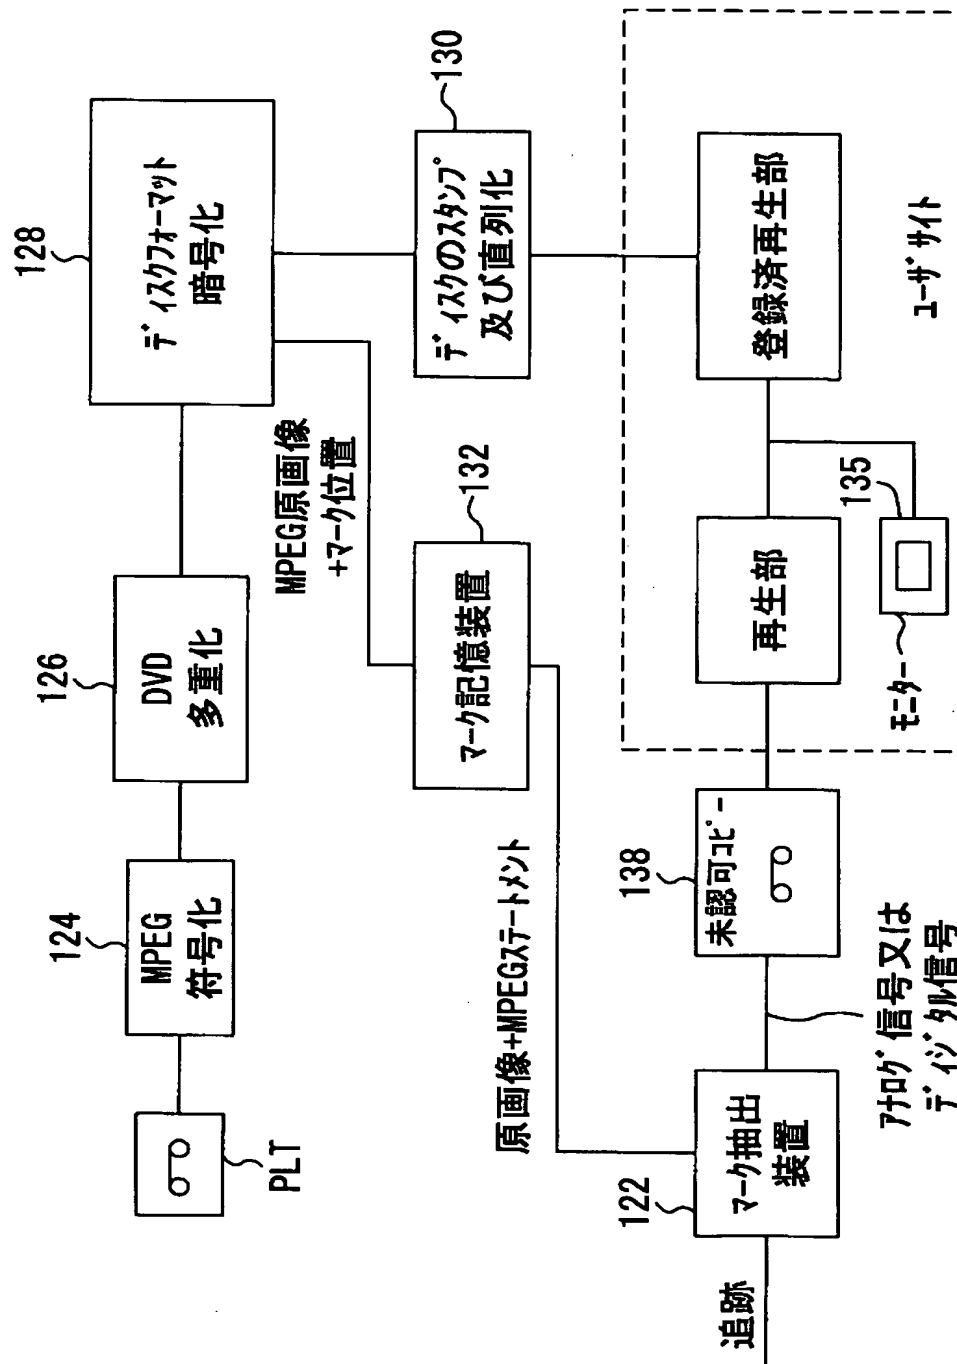 PLT
124
MPEG
符号化
126
DVD
多重化
128
ディスクフォーマット
暗号化
MPEG原画像
+マーク位置
130
ディスクのスタンプ
及び直列化
132
マーク記憶装置
原画像+MPEGステートメント
追跡
122
マーク抽出
装置
アナログ信号又は
ディジタル信号
138
未認可コピー
再生部
登録済再生部
135
モニター
ユーザサイト